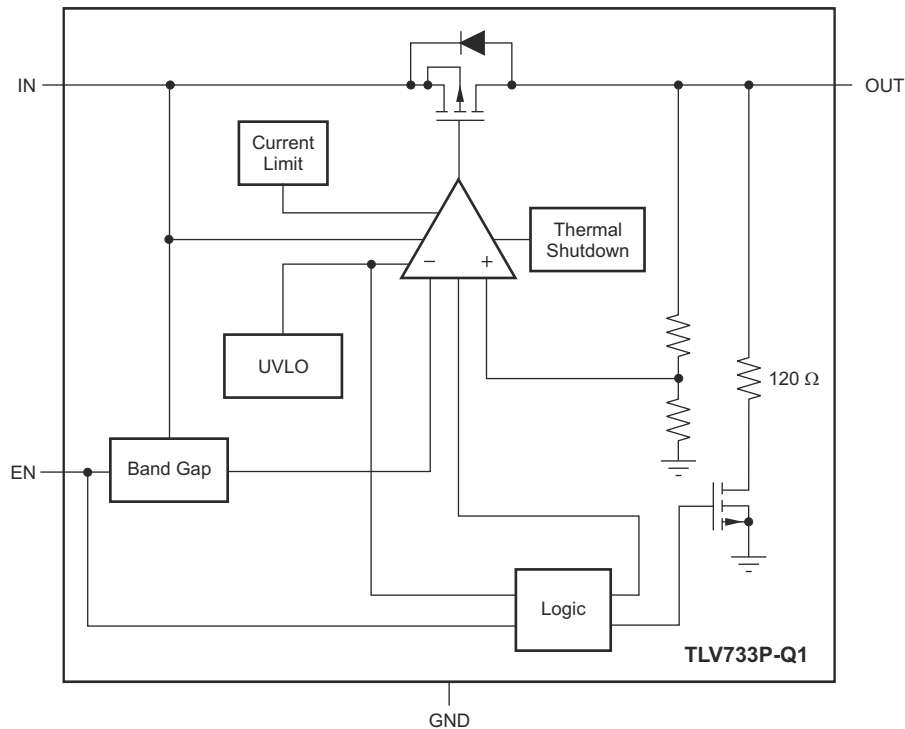 IN
OUT
Current
Limit
Thermal
Shutdown
−
+
UVLO
120 Ω
EN
Band Gap
Logic
TLV733P-Q1
GND